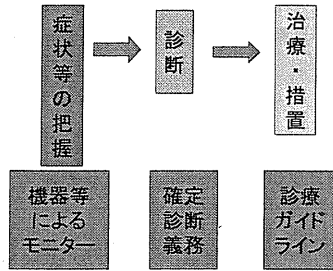 症状等の把握
診断
治療・措置
機器等
による
モニター
確定
診断
義務
診療
ガイド
ライン